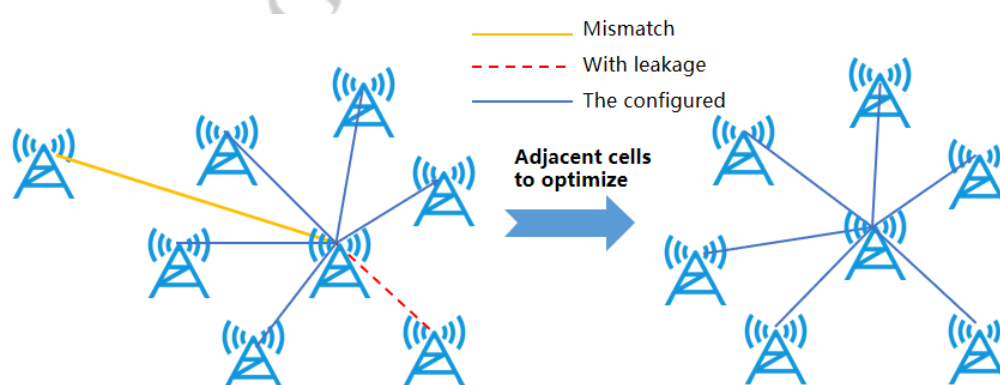 Mismatch
With leakage
The configured
Adjacent cells
to optimize